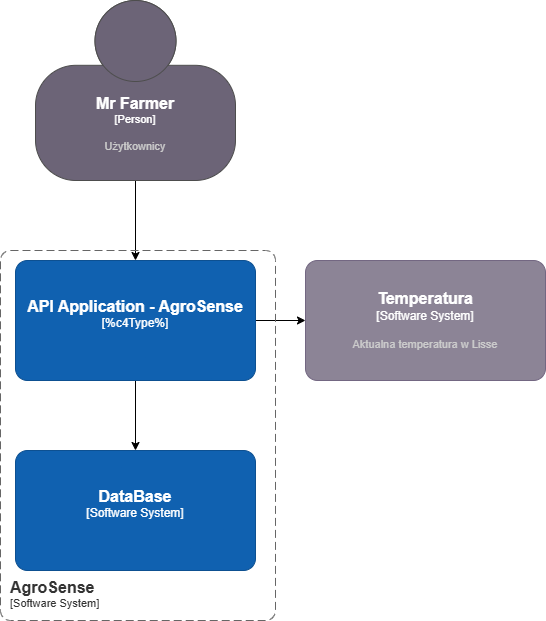 Mr Farmer
[Person]
Użytkownicy
API Application - AgroSense
[%c4Type%]
Temperatura
[Software System]
Aktualna temperatura w Lisse
DataBase
[Software System]
AgroSense
[Software System]